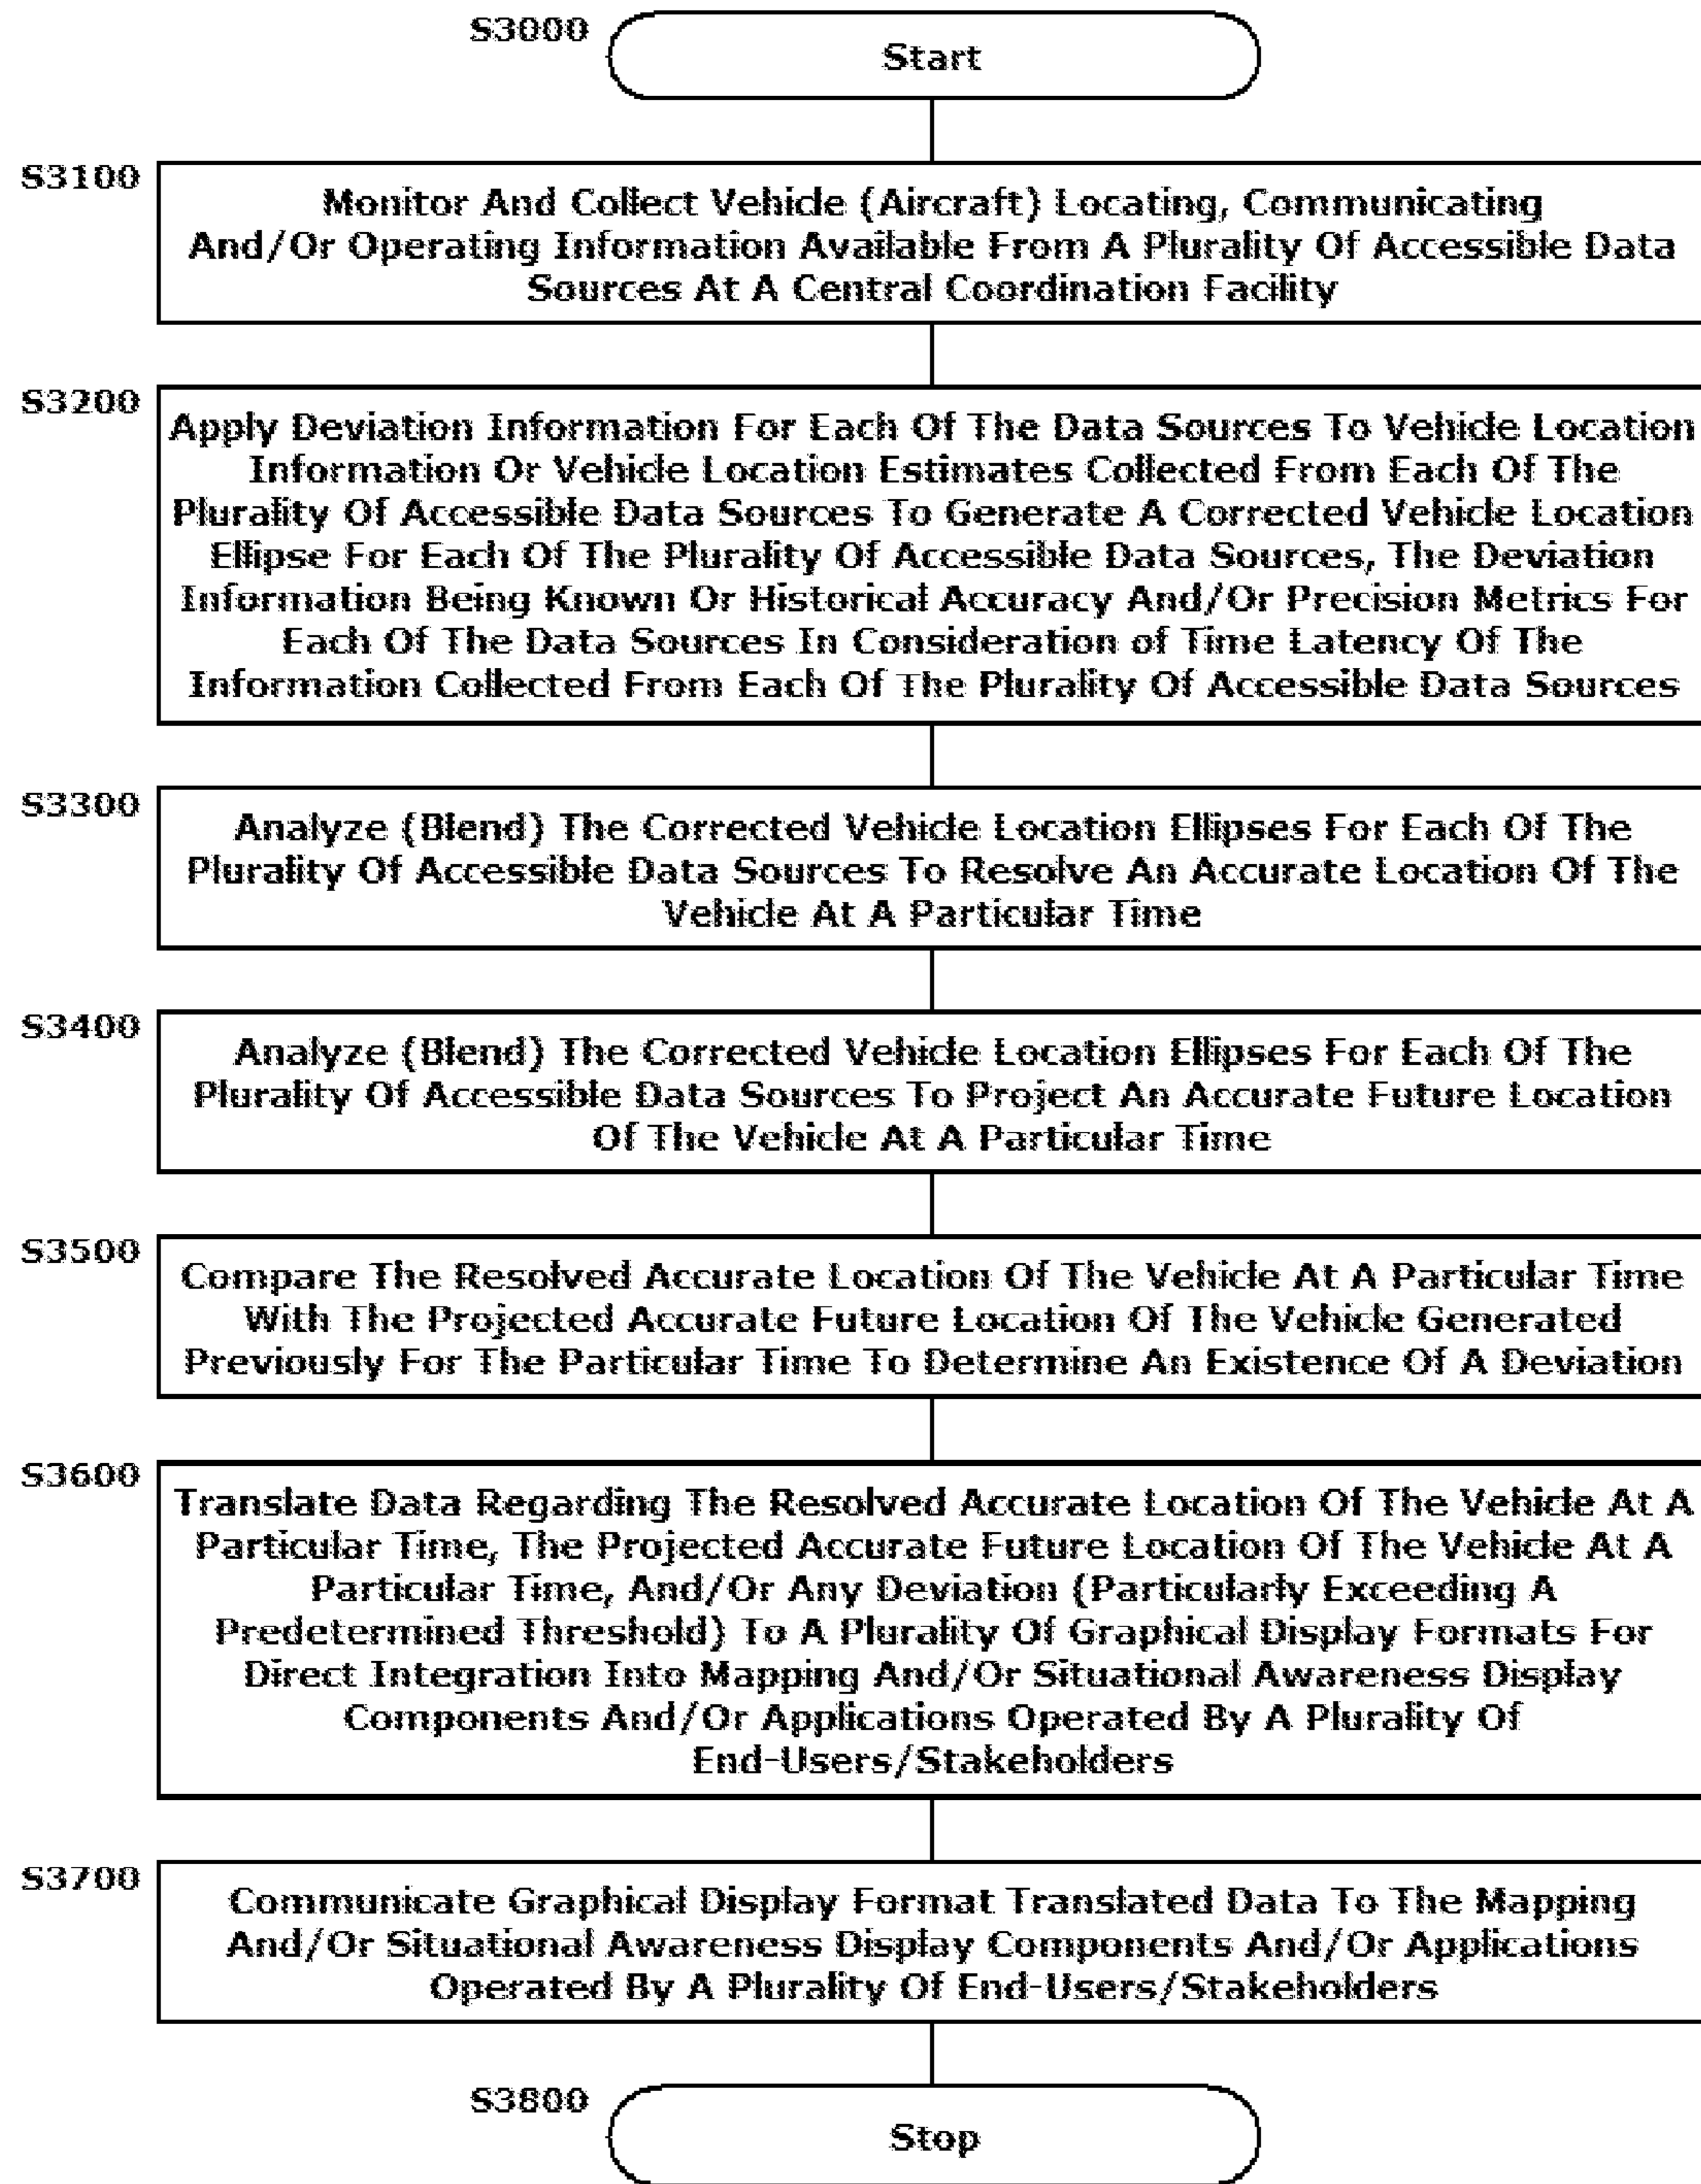 S3000
Start
S3100
Monitor And Collect Vehicle (Aircraft) Locating, Communicating
And/Or Operating Information Available From A Plurality Of Accessible Data
Sources At A Central Coordination Facility
S3200
Apply Deviation Information For Each Of The Data Sources To Vehicle Location
Information Or Vehicle Location Estimates Collected From Each Of The
Plurality Of Accessible Data Sources To Generate A Corrected Vehicle Location
Ellipse For Each Of The Plurality Of Accessible Data Sources, The Deviation
Information Being Known Or Historical Accuracy And/Or Precision Metrics For
Each Of The Data Sources In Consideration of Time Latency Of The
Information Collected From Each Of The Plurality Of Accessible Data Sources
S3300
Analyze (Blend) The Corrected Vehicle Location Ellipses For Each Of The
Plurality Of Accessible Data Sources To Resolve An Accurate Location Of The
Vehicle At A Particular Time
S3400
Analyze (Blend) The Corrected Vehicle Location Ellipses For Each Of The
Plurality Of Accessible Data Sources To Project An Accurate Future Location
Of The Vehicle At A Particular Time
S3500
Compare The Resolved Accurate Location Of The Vehicle At A Particular Time
With The Projected Accurate Future Location Of The Vehicle Generated
Previously For The Particular Time To Determine An Existence Of A Deviation
S3600
Translate Data Regarding The Resolved Accurate Location Of The Vehicle At A
Particular Time, The Projected Accurate Future Location Of The Vehicle At A
Particular Time, And/Or Any Deviation (Particularly Exceeding A
Predetermined Threshold) To A Plurality Of Graphical Display Formats For
Direct Integration Into Mapping And/Or Situational Awareness Display
Components And/Or Applications Operated By A Plurality Of
End-Users/Stakeholders
S3700
Communicate Graphical Display Format Translated Data To The Mapping
And/Or Situational Awareness Display Components And/Or Applications
Operated By A Plurality Of End-Users/Stakeholders
S3800
Stop